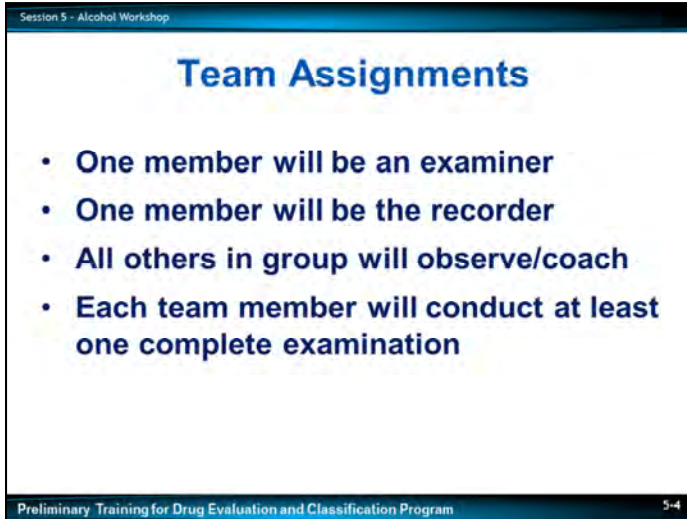 Session 5 - Alcohol Workshop
Team Assignments
• One member will be an examiner
• One member will be the recorder
• All others in group will observe/coach
• Each team member will conduct at least
one complete examination
Preliminary Training for Drug Evaluation and Classification Program
5-4